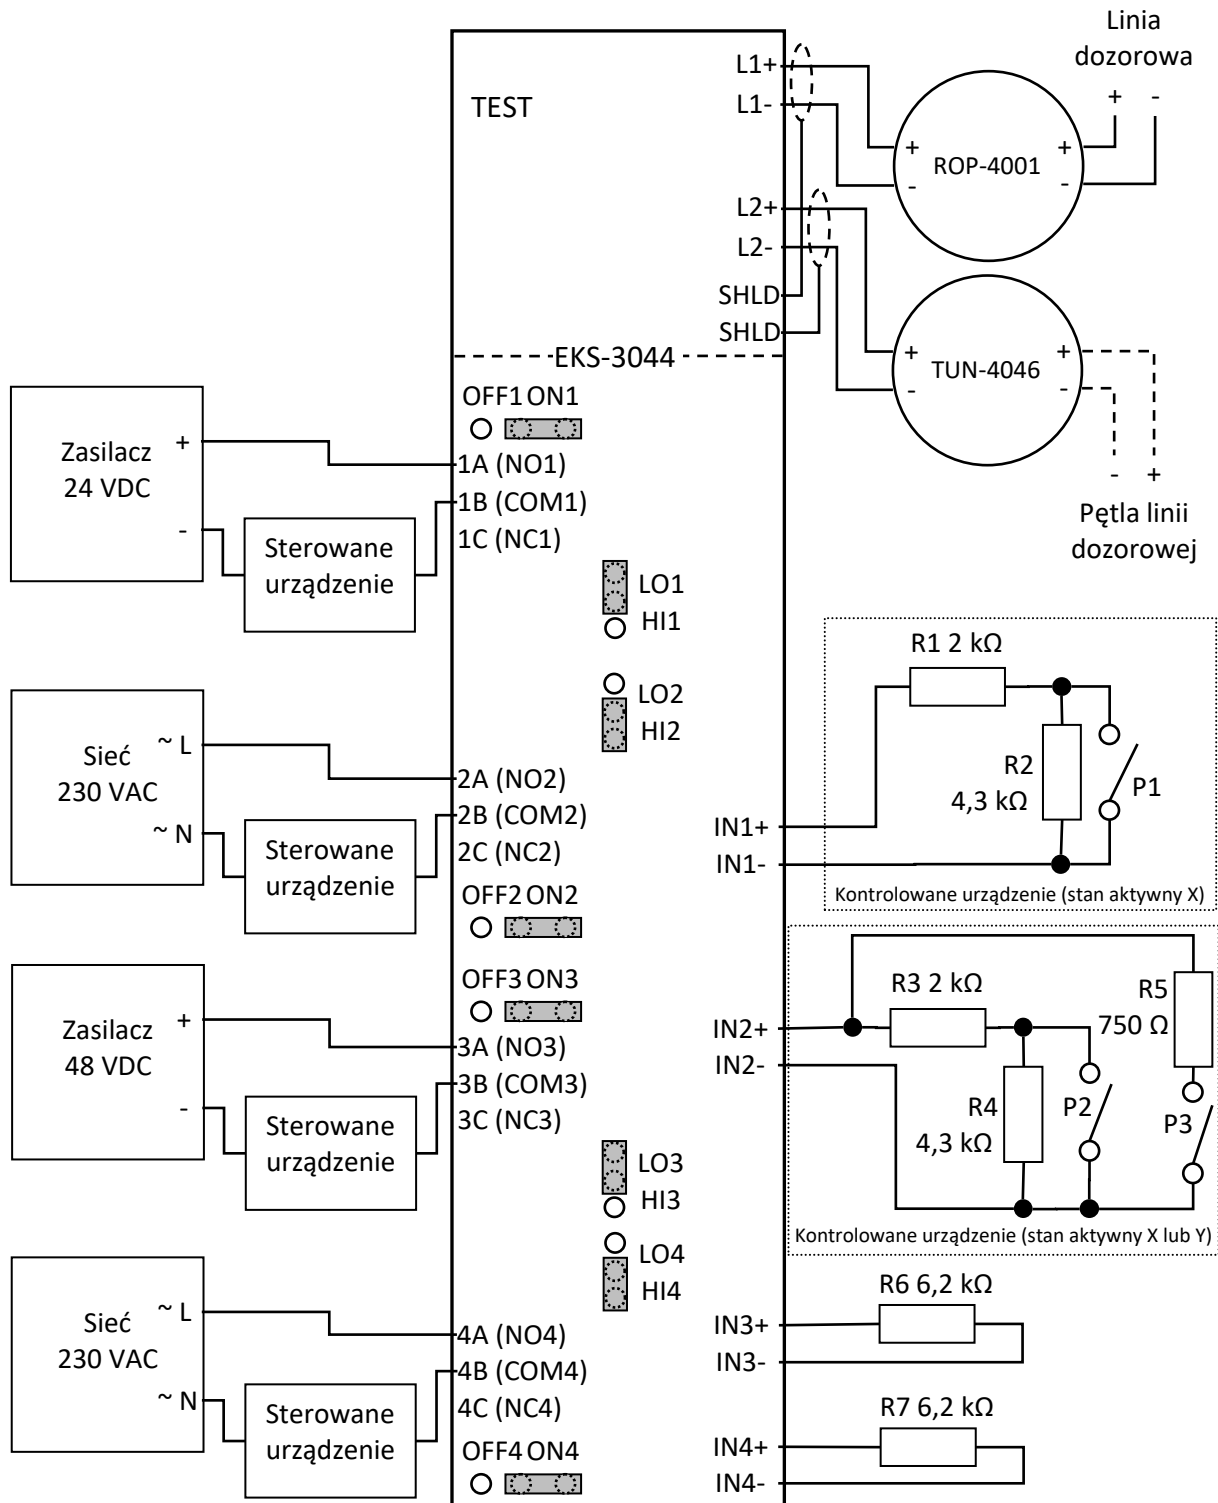 Linia
dozorowa
+ -
L1+
L1-
TEST
+ +
ROP-4001
- -
L2+
L2-
SHLD
SHLD
EKS-3044
+ +
TUN-4046
- -
- +
Pętla linii
dozorowej
OFF1 ON1
Zasilacz
24 VDC
+
-
1A (NO1)
1B (COM1)
1C (NC1)
Sterowane
urządzenie
LO1
HI1
LO2
HI2
Sieć
230 VAC
~ L
~ N
2A (NO2)
2B (COM2)
2C (NC2)
Sterowane
urządzenie
OFF2 ON2
R1 2 kΩ
R2
4,3 kΩ
P1
IN1+
IN1-
Kontrolowane urządzenie (stan aktywny X)
OFF3 ON3
Zasilacz
48 VDC
+
-
3A (NO3)
3B (COM3)
3C (NC3)
Sterowane
urządzenie
LO3
HI3
LO4
HI4
R3 2 kΩ
R5
750 Ω
IN2+
IN2-
R4
4,3 kΩ
P2
P3
Kontrolowane urządzenie (stan aktywny X lub Y)
Sieć
230 VAC
~ L
~ N
4A (NO4)
4B (COM4)
4C (NC4)
Sterowane
urządzenie
OFF4 ON4
R6 6,2 kΩ
IN3+
IN3-
R7 6,2 kΩ
IN4+
IN4-